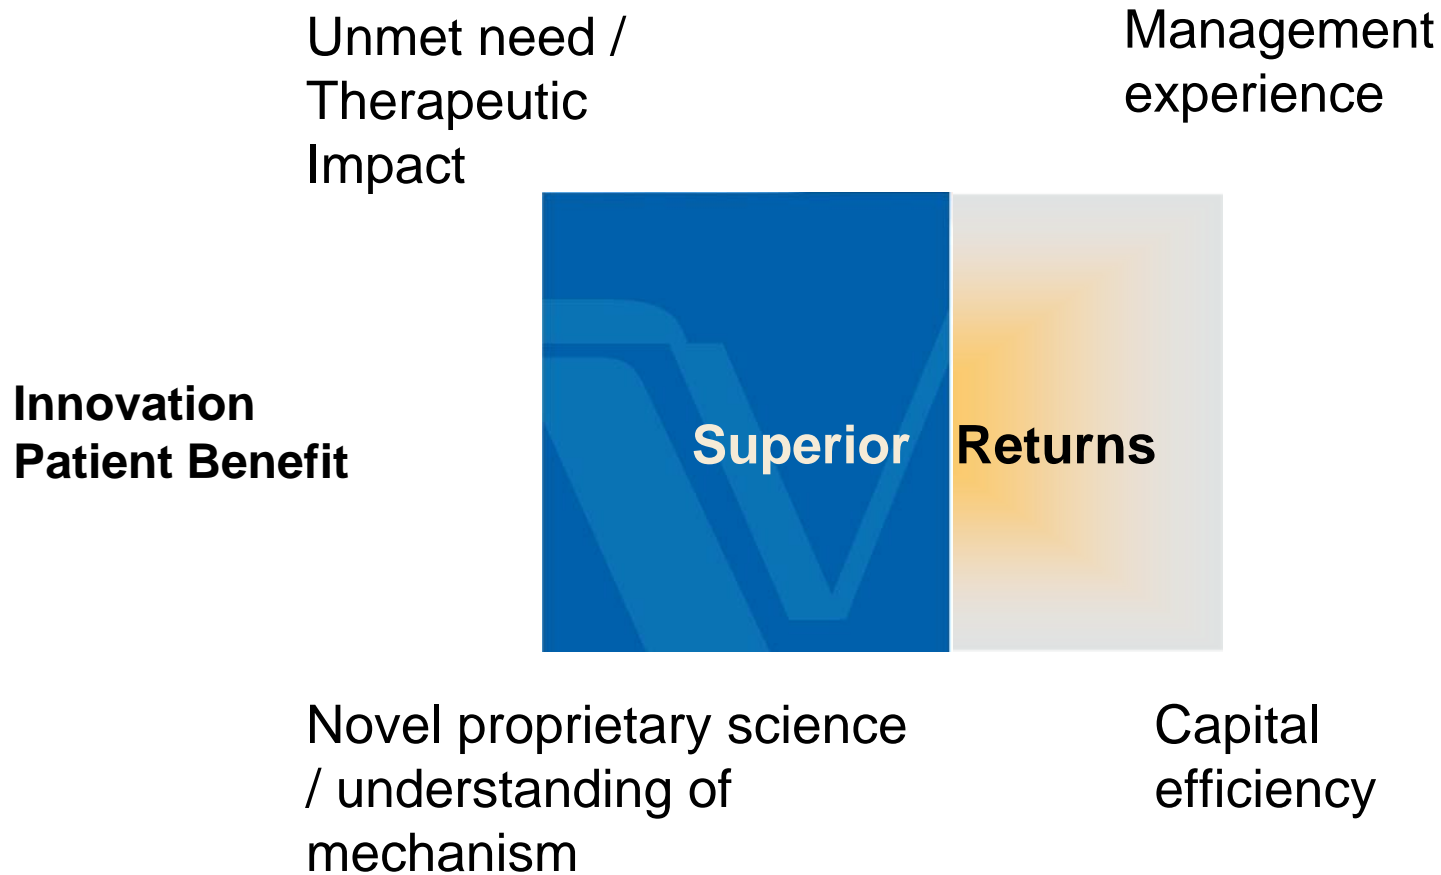 Unmet need /
Therapeutic
Impact
Management
experience
Innovation
Patient Benefit
Superior Returns
Novel proprietary science
/ understanding of
mechanism
Capital
efficiency